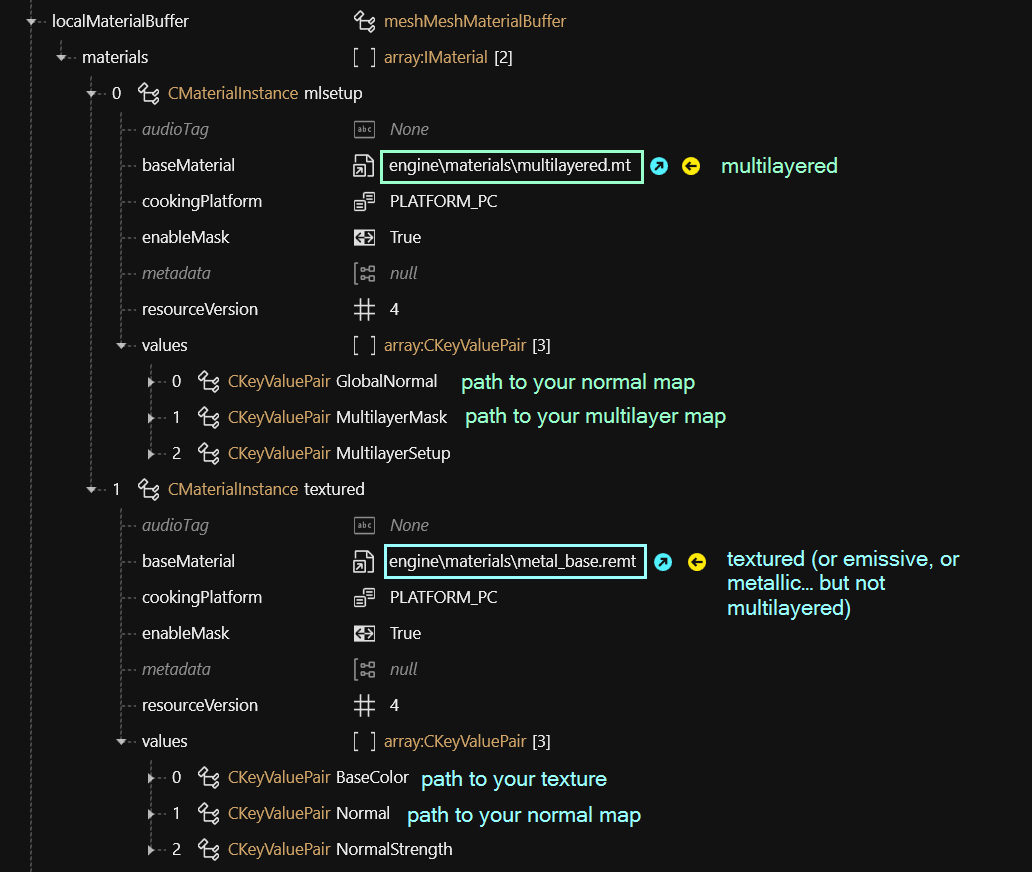 localMaterialBuffer meshMeshMaterialBuffer
materials [ ] array:IMaterial [2]
0 CMaterialInstance mlsetup
audioTag abc None
baseMaterial engine\materials\multilayered.mt multilayered
cookingPlatform PLATFORM_PC
enableMask True
metadata null
resourceVersion 4
values [ ] array:CKeyValuePair [3]
0 CKeyValuePair GlobalNormal path to your normal map
1 CKeyValuePair MultilayerMask path to your multilayer map
2 CKeyValuePair MultilayerSetup
1 CMaterialInstance textured
audioTag abc None
baseMaterial engine\materials\metal_base.remt textured (or emissive, or
metallic... but not
multilayered)
cookingPlatform PLATFORM_PC
enableMask True
metadata null
resourceVersion 4
values [ ] array:CKeyValuePair [3]
0 CKeyValuePair BaseColor path to your texture
1 CKeyValuePair Normal path to your normal map
2 CKeyValuePair NormalStrength